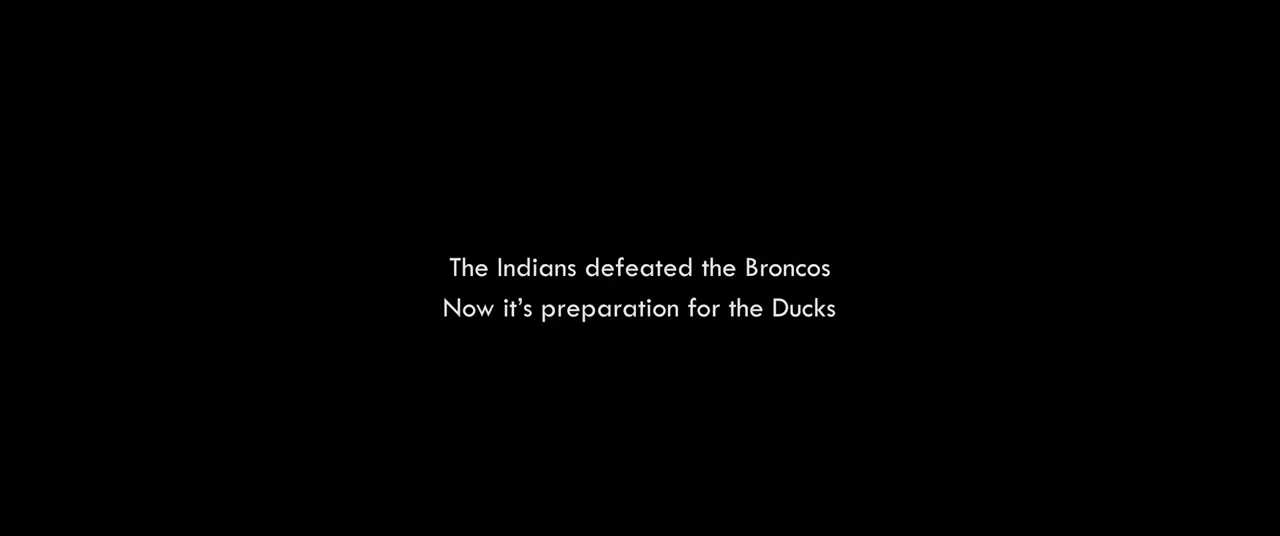 The Indians defeated the Broncos
Now it’s preparation for the Ducks